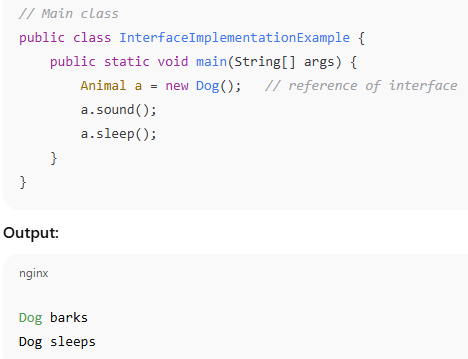 // Main class
public class InterfaceImplementationExample {
    public static void main(String[] args) {
        Animal a = new Dog();   // reference of interface
        a.sound();
        a.sleep();
    }
}
Output:
nginx
Dog barks
Dog sleeps